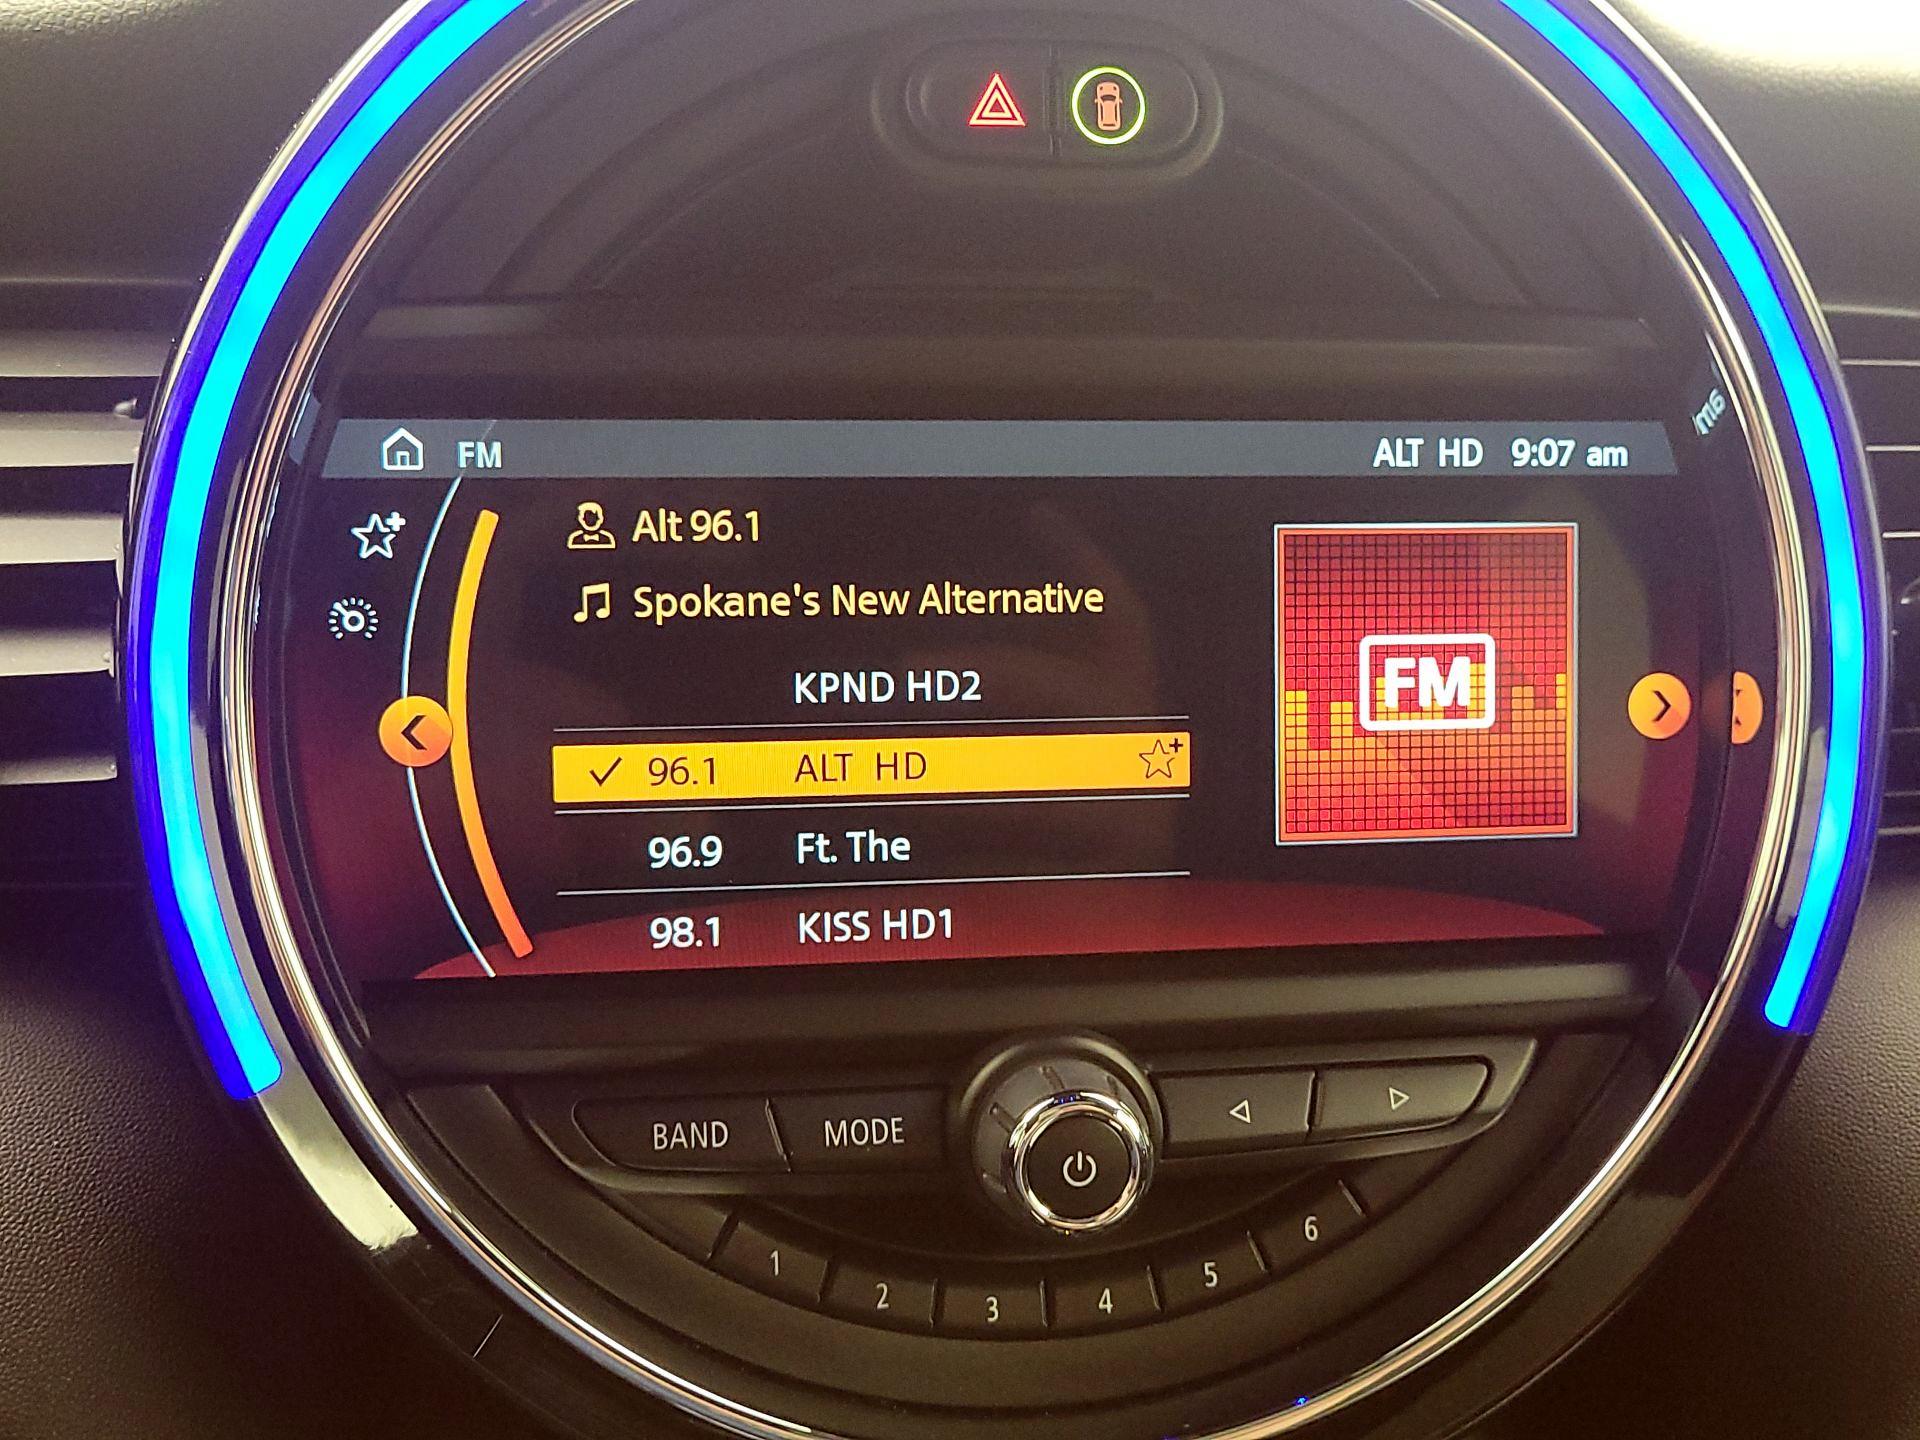 FM
ALT HD 9:07 am
am
Alt 96.1
Spokane's New Alternative
KPND HD2
96.1 ALT HD
96.9 Ft. The
98.1 KISS HD1
FM
BAND MODE
1 2 3 4 5 6